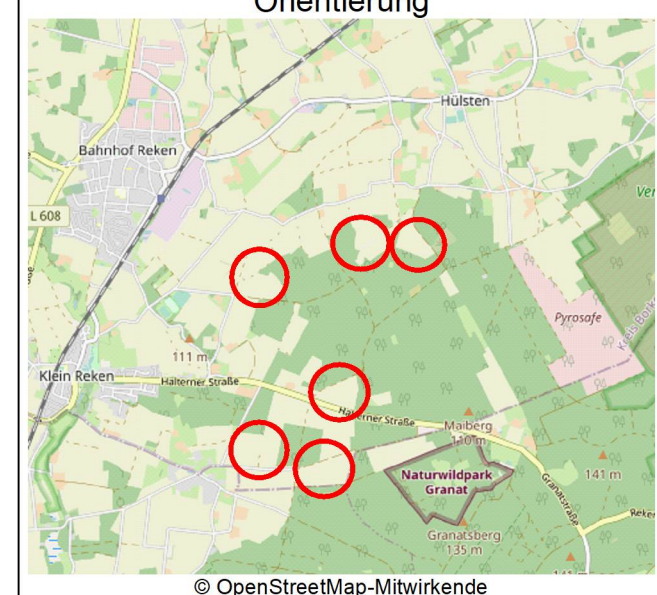 Orientierung
Hülsten
Bahnhof Reken
L 608
Pyrosafe
111 m
Klein Reken
Halterner Straße
Halterner Straße
Maiberg
110 m
Naturwildpark
Granat
141 m
Granatstraße
Granatsberg
135 m
© OpenStreetMap-Mitwirkende